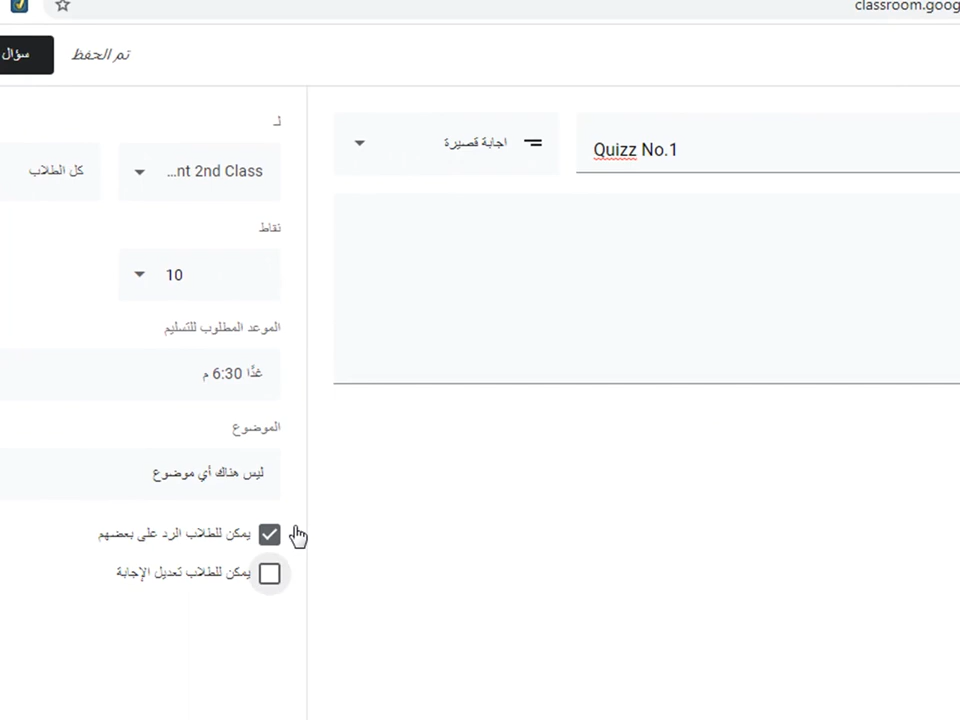 classroom.goog
سؤال
تم الحفظ
Quizz No.1
اجابة قصيرة
لـ
...nt 2nd Class
كل الطلاب
نقاط
10
الموعد المطلوب للتسليم
غدًا 6:30 م
الموضوع
ليس هناك أي موضوع
يمكن للطلاب الرد على بعضهم
يمكن للطلاب تعديل الإجابة